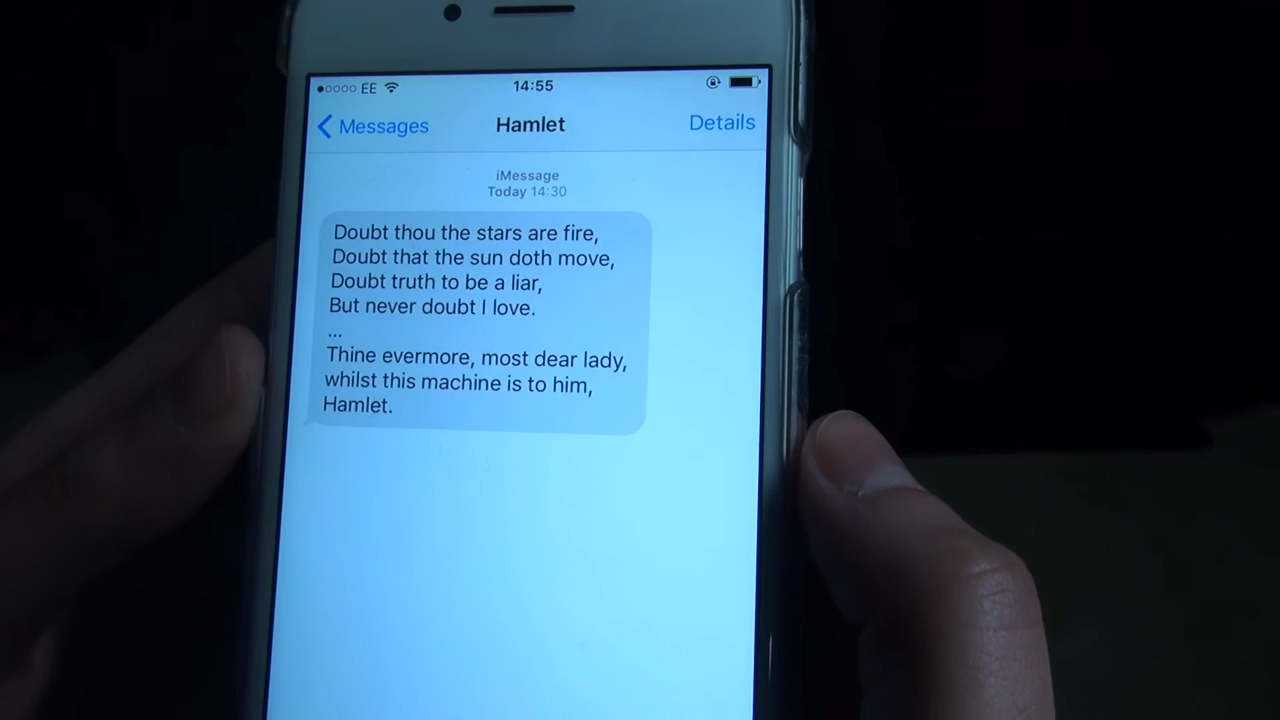 EE 14:55
Messages Hamlet Details
iMessage
Today 14:30
Doubt thou the stars are fire,
Doubt that the sun doth move,
Doubt truth to be a liar,
But never doubt I love.
...
Thine evermore, most dear lady,
whilst this machine is to him,
Hamlet.